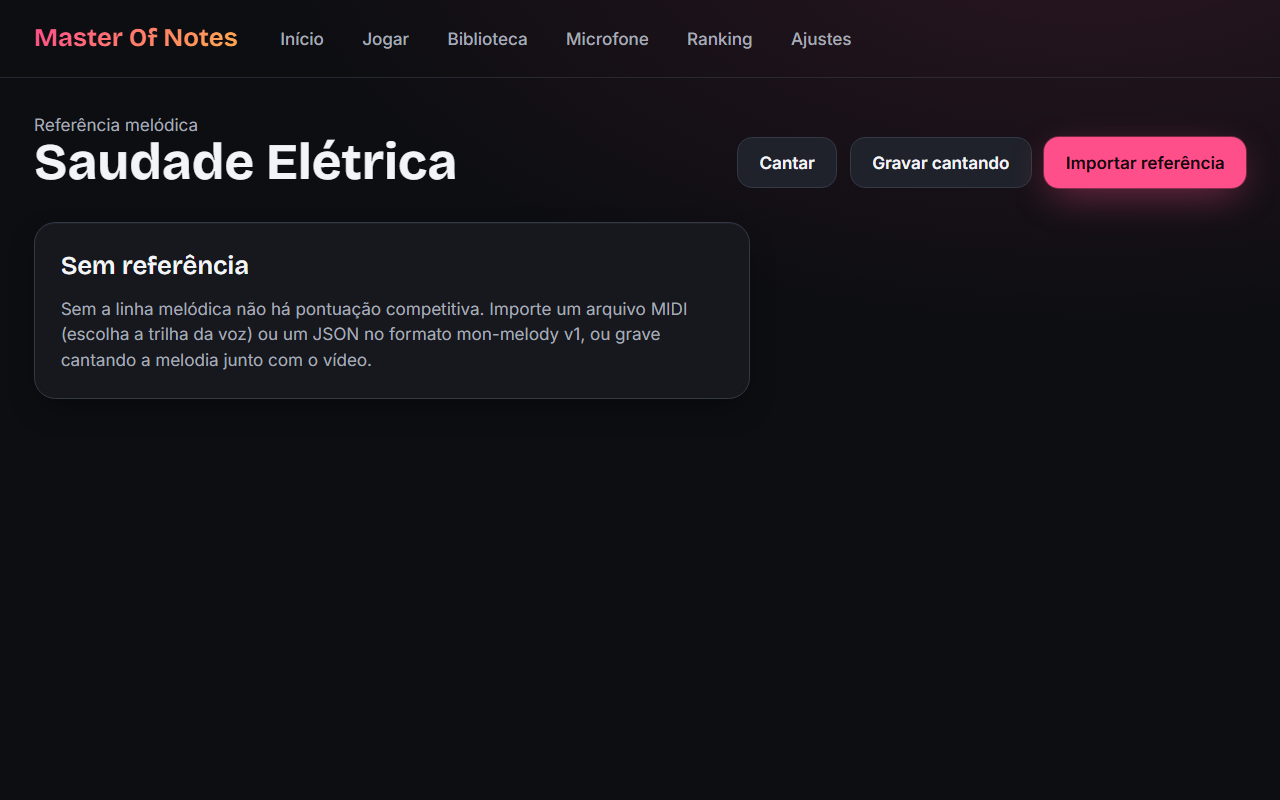 Master Of Notes
Início
Jogar
Biblioteca
Microfone
Ranking
Ajustes
Referência melódica
Saudade Elétrica
Cantar
Gravar cantando
Importar referência
Sem referência
Sem a linha melódica não há pontuação competitiva. Importe um arquivo MIDI
(escolha a trilha da voz) ou um JSON no formato mon-melody v1, ou grave
cantando a melodia junto com o vídeo.